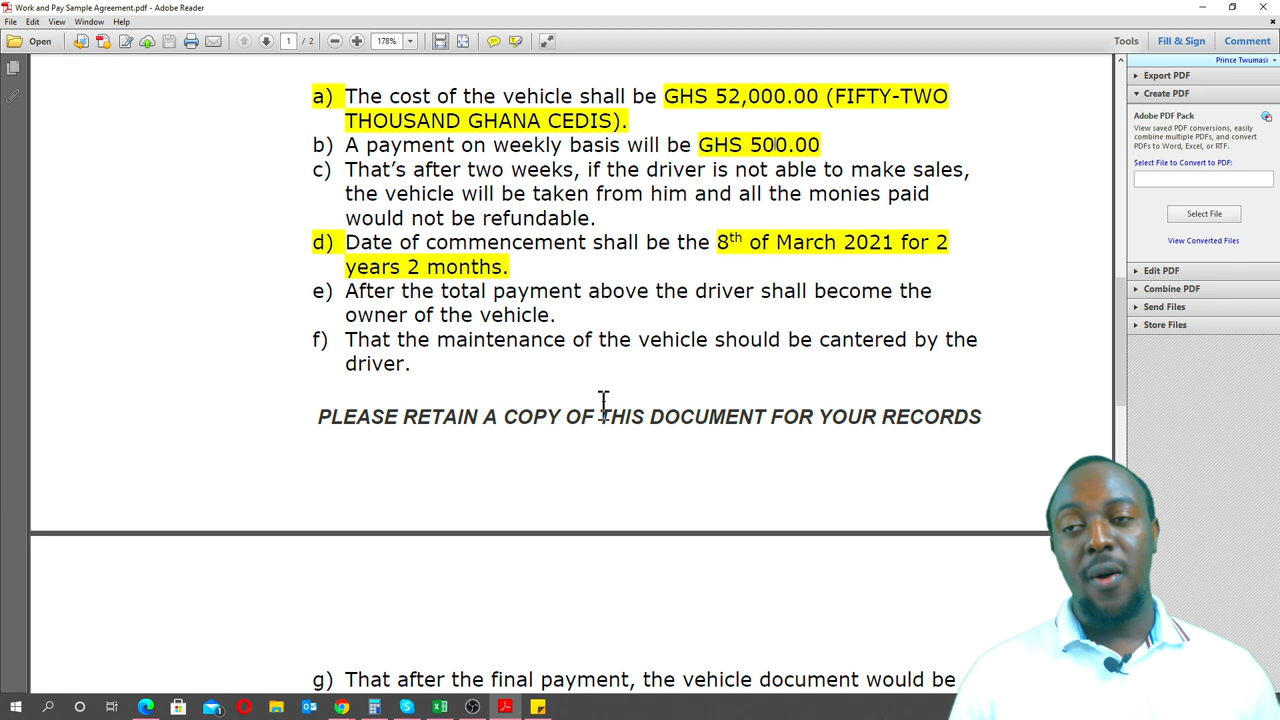 Work and Pay Sample Agreement.pdf - Adobe Reader
File Edit View Window Help
Open 1 / 2 178% Tools Fill & Sign Comment
Prince Twumasi
Export PDF
Create PDF
Adobe PDF Pack
View saved PDF conversions, easily
combine multiple PDFs, and convert
PDFs to Word, Excel, or RTF.
Select File to Convert to PDF:
Select File
View Converted Files
Edit PDF
Combine PDF
Send Files
Store Files
a) The cost of the vehicle shall be GHS 52,000.00 (FIFTY-TWO
THOUSAND GHANA CEDIS).
b) A payment on weekly basis will be GHS 500.00
c) That's after two weeks, if the driver is not able to make sales,
the vehicle will be taken from him and all the monies paid
would not be refundable.
d) Date of commencement shall be the 8th of March 2021 for 2
years 2 months.
e) After the total payment above the driver shall become the
owner of the vehicle.
f) That the maintenance of the vehicle should be cantered by the
driver.
PLEASE RETAIN A COPY OF THIS DOCUMENT FOR YOUR RECORDS
g) That after the final payment, the vehicle document would be